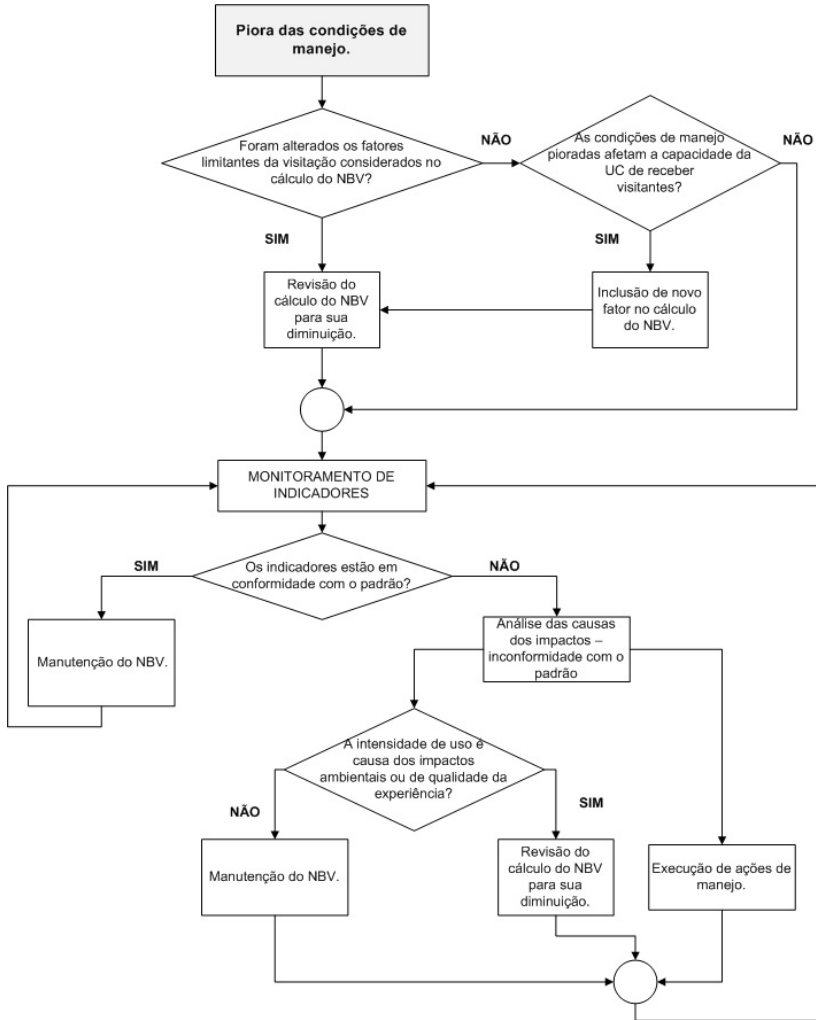 Piora das condições de
manejo.
Foram alterados os fatores
limitantes da visitação considerados no
cálculo do NBV?
NÃO
As condições de manejo
pioradas afetam a capacidade da
UC de receber
visitantes?
NÃO
SIM
SIM
Revisão do
cálculo do NBV
para sua
diminuição.
Inclusão de novo
fator no cálculo
do NBV.
MONITORAMENTO DE
INDICADORES
SIM
Os indicadores estão em
conformidade com o padrão?
NÃO
Manutenção do NBV.
Análise das causas
dos impactos –
inconformidade com o
padrão
A intensidade de uso é
causa dos impactos
ambientais ou de qualidade da
experiência?
NÃO
SIM
Manutenção do NBV.
Revisão do
cálculo do NBV
para sua
diminuição.
Execução de ações de
manejo.